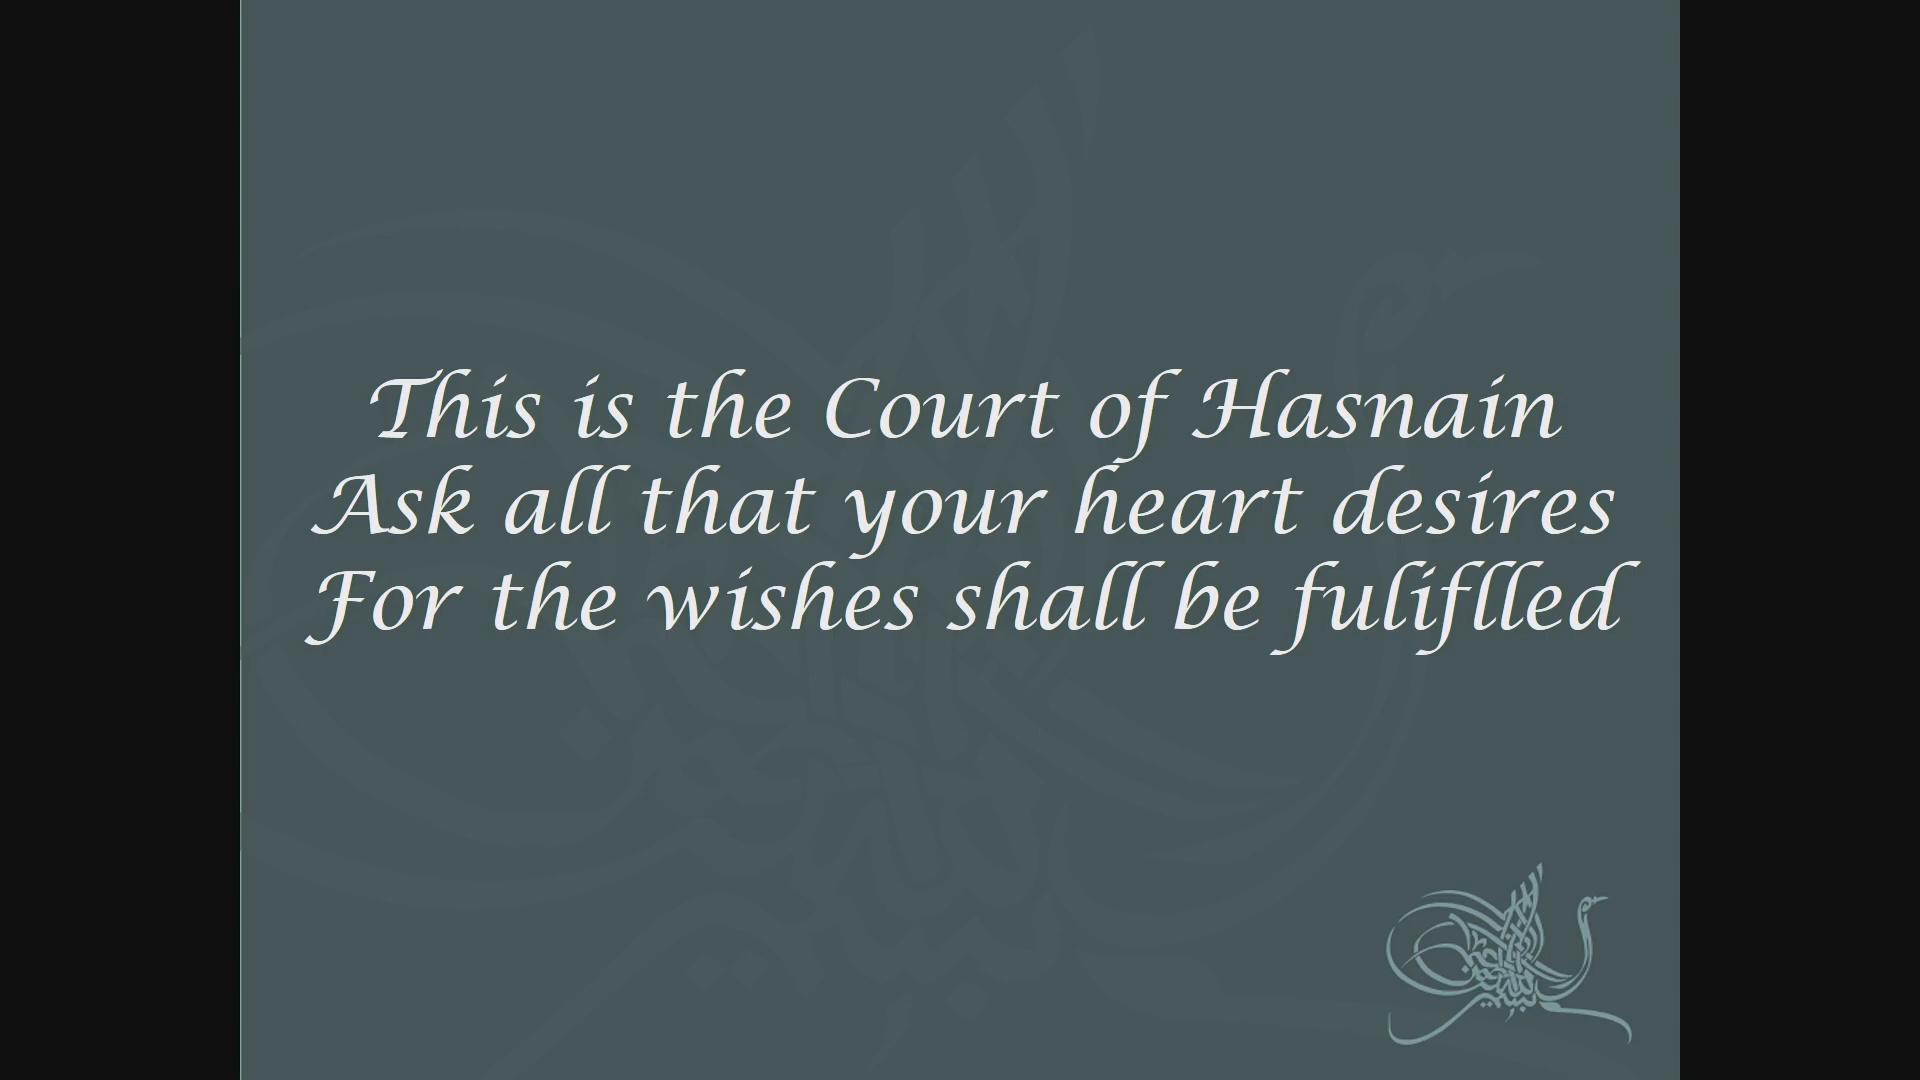 This is the Court of Hasnain
Ask all that your heart desires
For the wishes shall be fuliflled